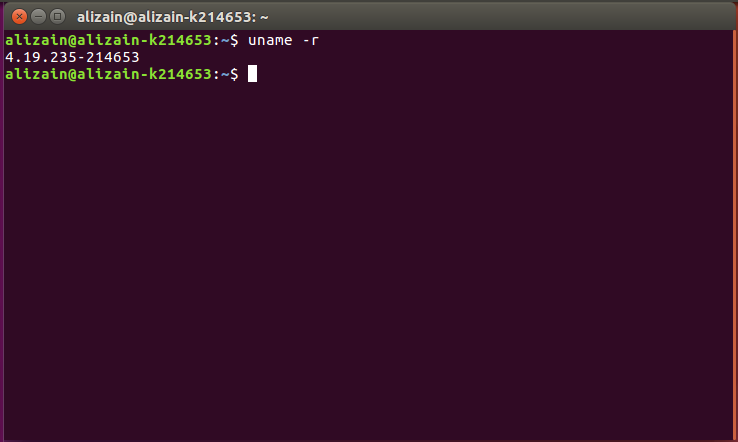 alizain@alizain-k214653: ~
alizain@alizain-k214653:~$ uname -r
4.19.235-214653
alizain@alizain-k214653:~$